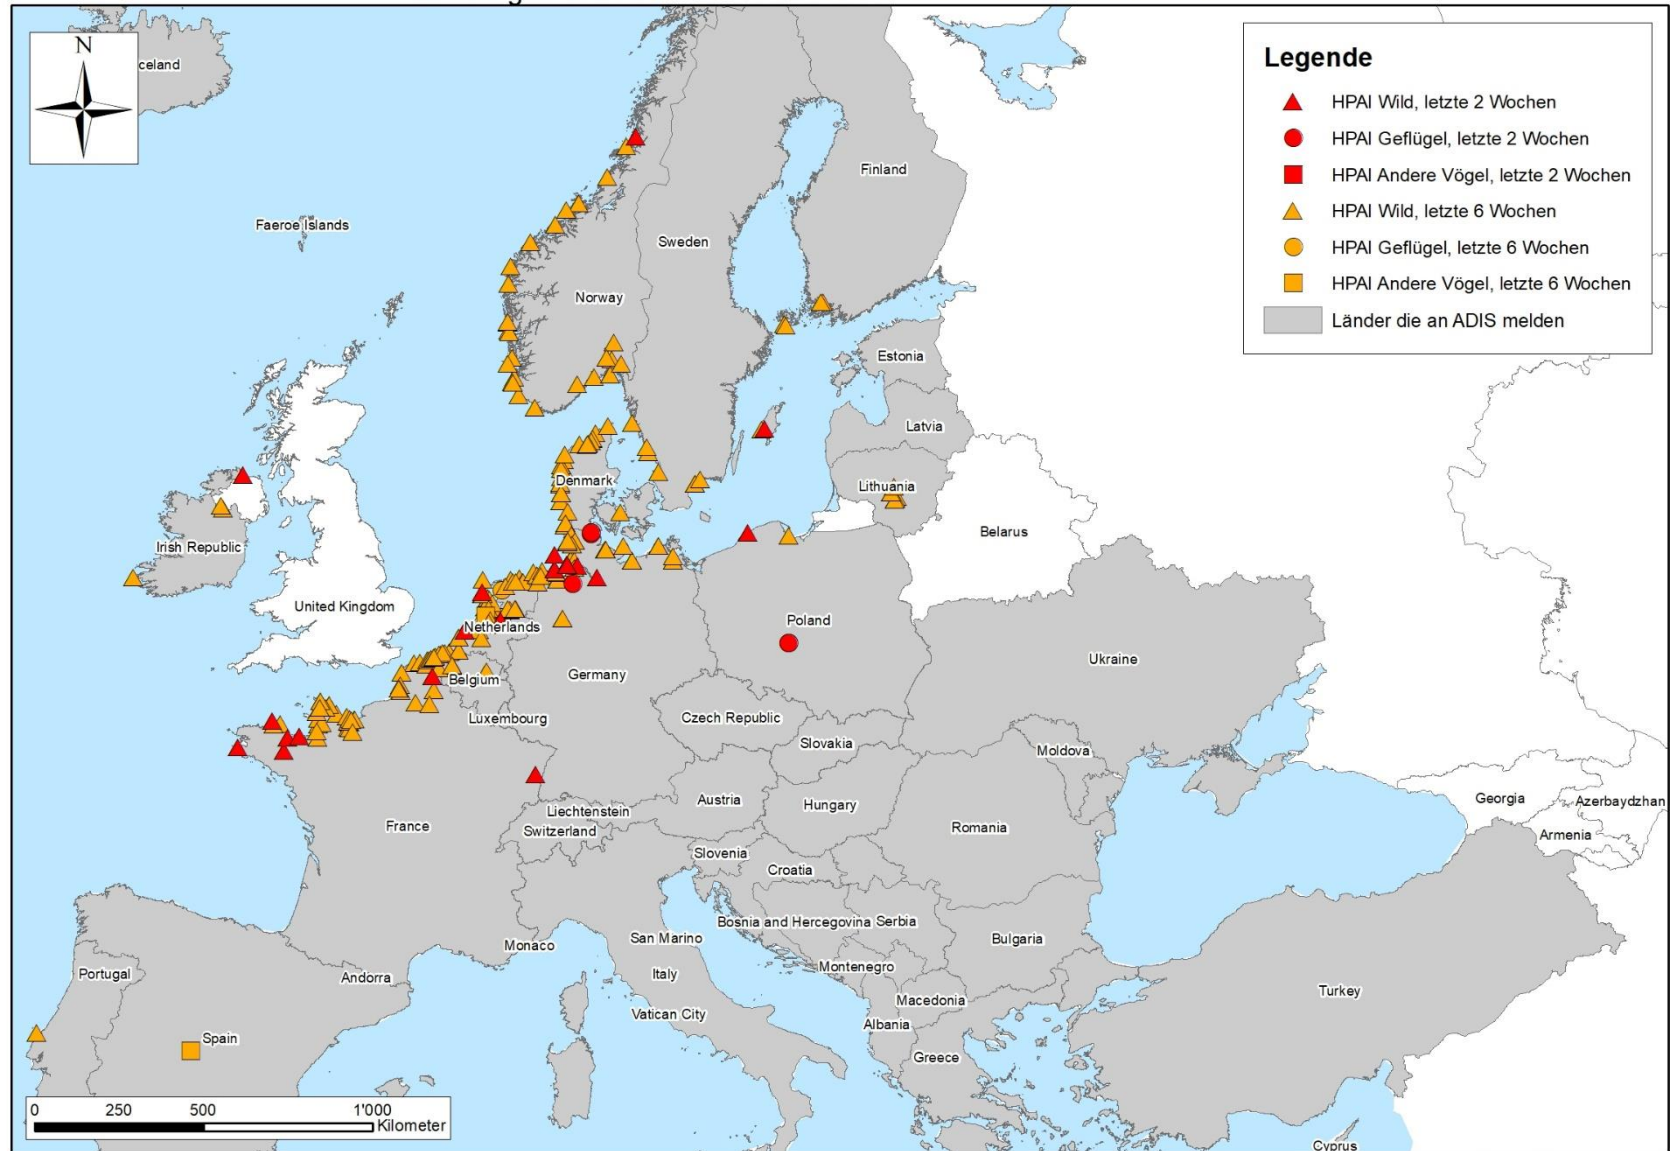 N
Legende
HPAI Wild, letzte 2 Wochen
HPAI Geflügel, letzte 2 Wochen
HPAI Andere Vögel, letzte 2 Wochen
HPAI Wild, letzte 6 Wochen
HPAI Geflügel, letzte 6 Wochen
HPAI Andere Vögel, letzte 6 Wochen
Länder die an ADIS melden
celand
Finland
Faeroe Islands
Sweden
Norway
Estonia
Latvia
Denmark
Lithuania
Belarus
Irish Republic
United Kingdom
Netherlands
Poland
Ukraine
Germany
Belgium
Luxembourg
Czech Republic
Slovakia
Moldova
Austria
Hungary
Georgia
Azerbaydzhan
Liechtenstein
Switzerland
France
Romania
Armenia
Slovenia
Croatia
Bosnia and Hercegovina
Serbia
Monaco
San Marino
Bulgaria
Portugal
Andorra
Italy
Montenegro
Turkey
Macedonia
Vatican City
Albania
Spain
Greece
0 250 500 1'000
Kilometer
Cyprus